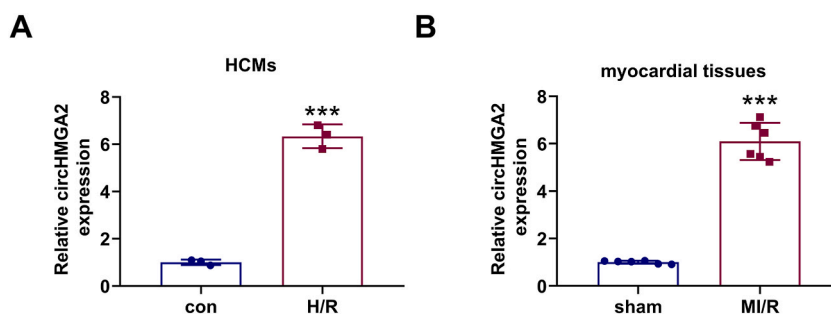 A
HCMs
Relative circHMGA2
expression
8
6
4
2
0
***
con
H/R
B
myocardial tissues
Relative circHMGA2
expression
8
6
4
2
0
***
sham
MI/R